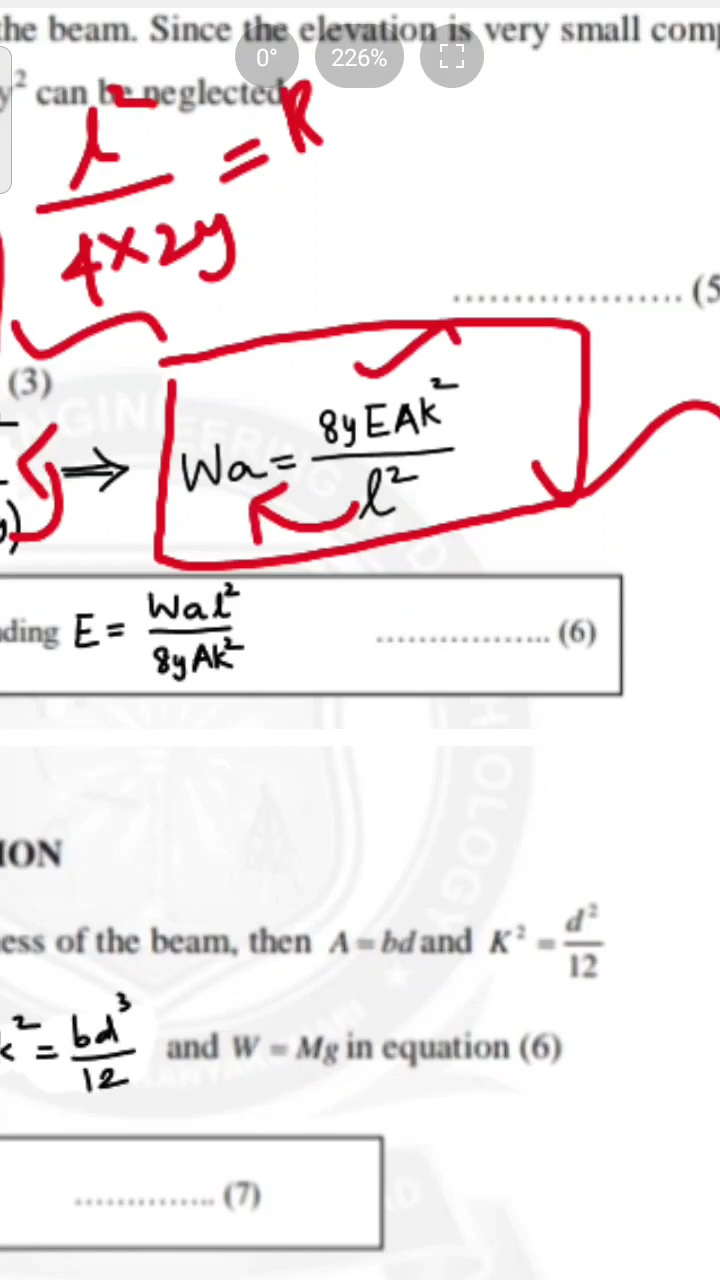 the beam. Since the elevation is very small com
0° 226%
y² can be neglected
l²/(4×2y) = R
.................. (5
(3)
y) ⇒ Wa = 8yEAk²/l²
ding E = Wal²/8yAk² ................. (6)
ION
ess of the beam, then A = bd and K² = d²/12
k² = bd³/12 and W = Mg in equation (6)
.............. (7)